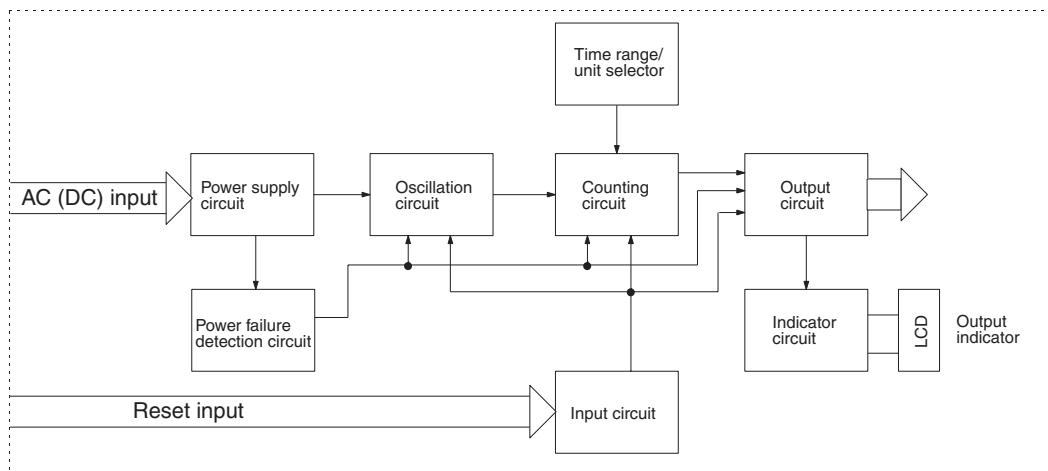 Time range/
unit selector
AC (DC) input
Power supply
circuit
Oscillation
circuit
Counting
circuit
Output
circuit
Power failure
detection circuit
Indicator
circuit
LCD
Output
indicator
Reset input
Input circuit